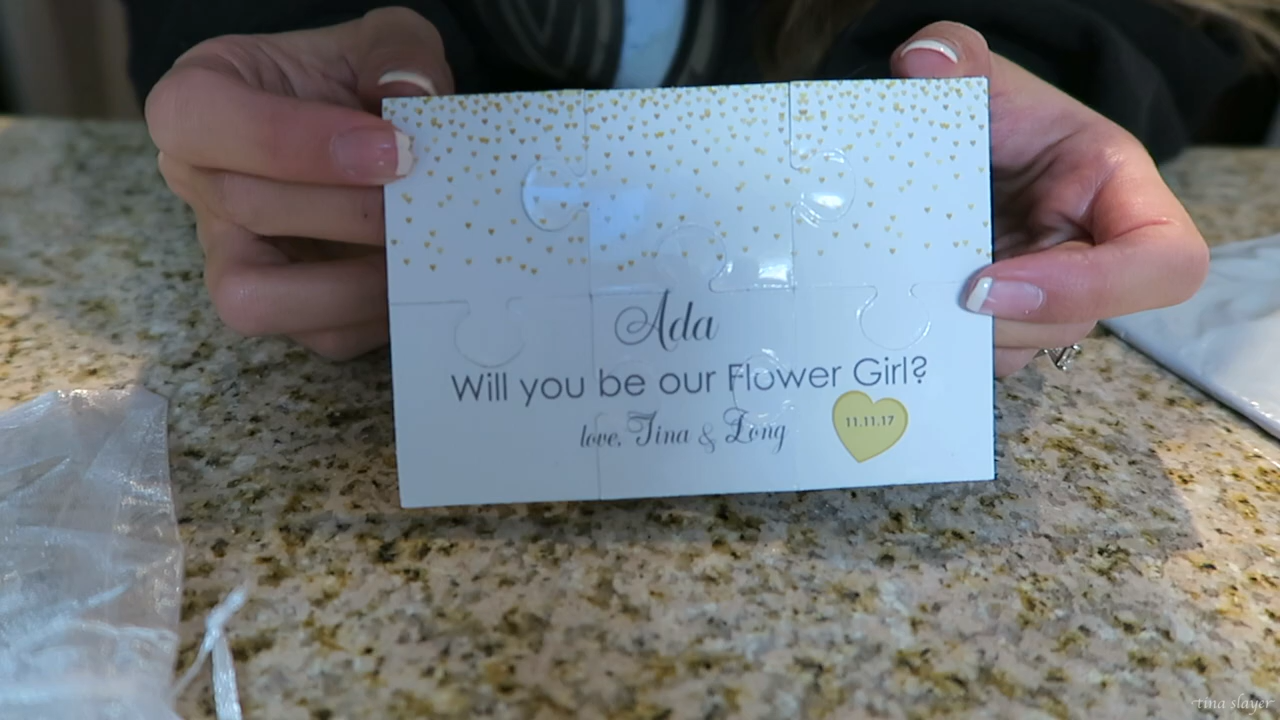 Ada
Will you be our Flower Girl?
love, Tina & Long
11.11.17
tina slayer